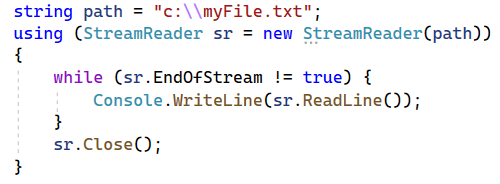 string path = "c:\\myFile.txt";
using (StreamReader sr = new StreamReader(path))
{
    while (sr.EndOfStream != true) {
        Console.WriteLine(sr.ReadLine());
    }
    sr.Close();
}